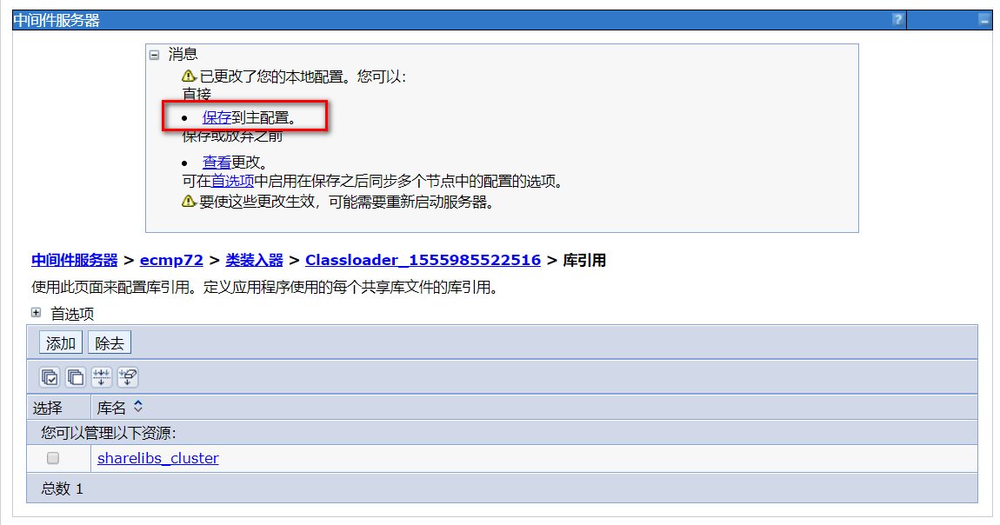 中间件服务器
消息
已更改了您的本地配置。您可以：
直接
保存到主配置。
保存或放弃之前
查看更改。
可在首选项中启用在保存之后同步多个节点中的配置的选项。
要使这些更改生效，可能需要重新启动服务器。
中间件服务器 > ecmp72 > 类装入器 > Classloader_1555985522516 > 库引用
使用此页面来配置库引用。定义应用程序使用的每个共享库文件的库引用。
首选项
添加 除去
选择 库名
您可以管理以下资源：
sharelibs_cluster
总数 1